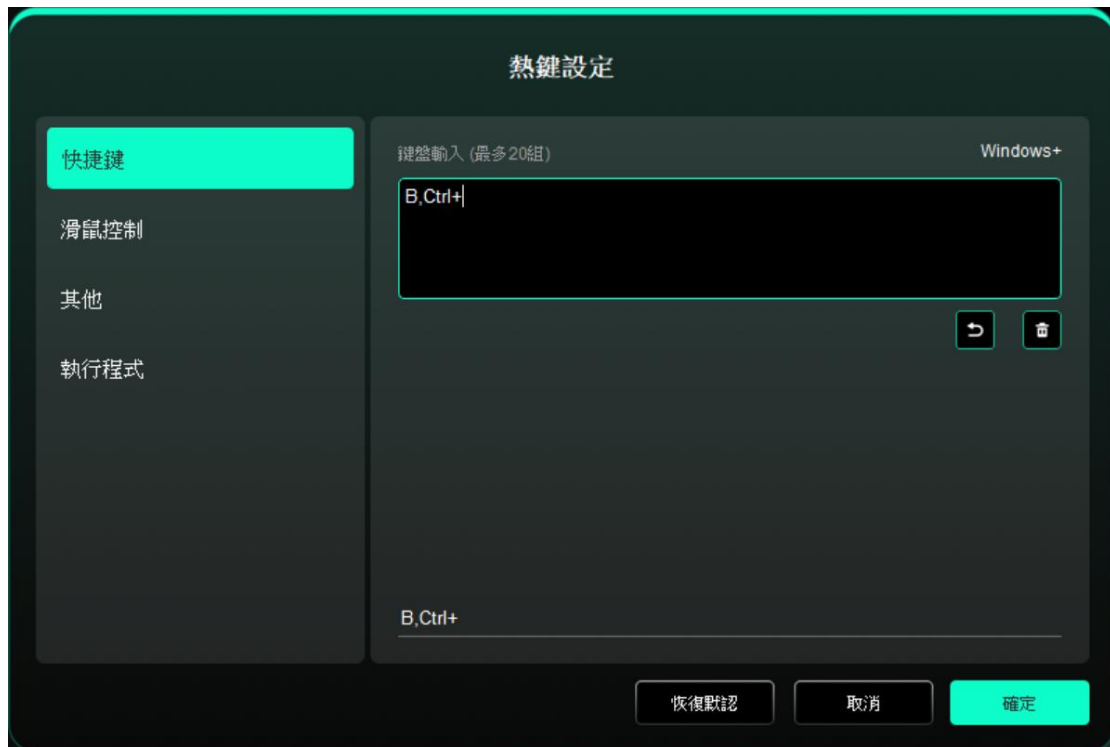 熱鍵設定
快捷鍵
滑鼠控制
其他
執行程式
鍵盤輸入 (最多20組)
Windows+
B,Ctrl+
B,Ctrl+
恢復默認
取消
確定